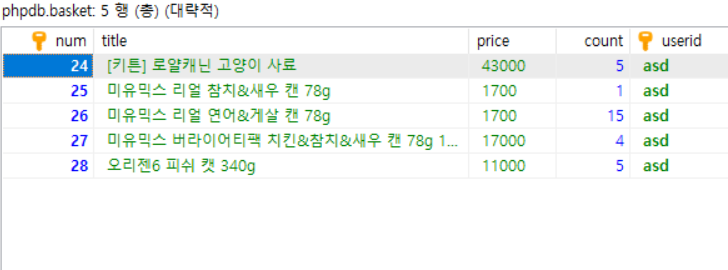 phpdb.basket: 5 행 (총) (대략적)
num title price count userid
24 [키튼] 로얄캐닌 고양이 사료 43000 5 asd
25 미유믹스 리얼 참치&새우 캔 78g 1700 1 asd
26 미유믹스 리얼 연어&게살 캔 78g 1700 15 asd
27 미유믹스 버라이어티팩 치킨&참치&새우 캔 78g 1... 17000 4 asd
28 오리젠6 피쉬 캣 340g 11000 5 asd